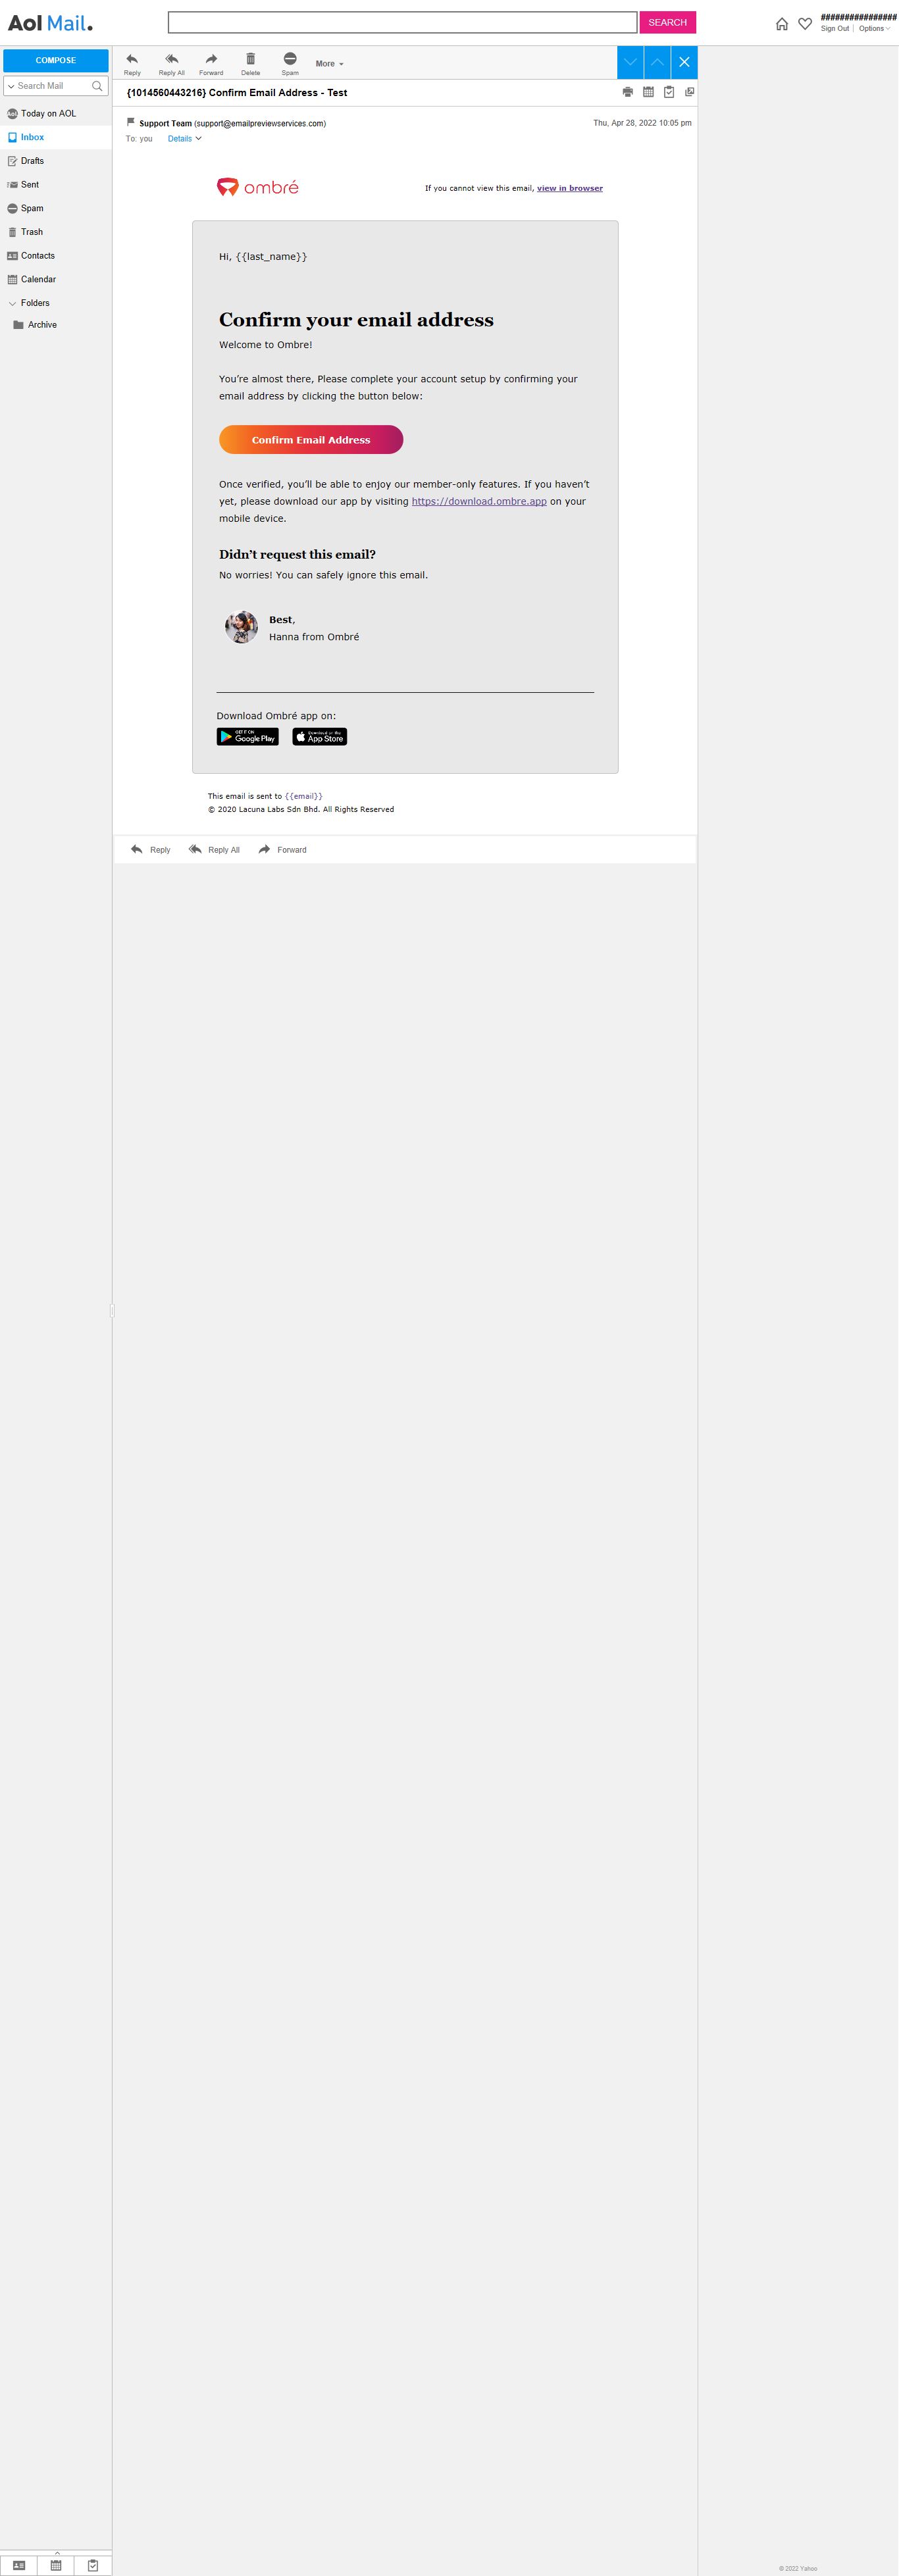 Aol Mail.
SEARCH
################
Sign Out | Options
COMPOSE
Search Mail
Today on AOL
Inbox
Drafts
Sent
Spam
Trash
Contacts
Calendar
Folders
Archive
Reply
Reply All
Forward
Delete
Spam
More
{1014560443216} Confirm Email Address - Test
Support Team (support@emailpreviewservices.com)
Thu, Apr 28, 2022 10:05 pm
To: you
Details
ombré
If you cannot view this email, view in browser
Hi, {{last_name}}
Confirm your email address
Welcome to Ombre!
You’re almost there, Please complete your account setup by confirming your
email address by clicking the button below:
Confirm Email Address
Once verified, you’ll be able to enjoy our member-only features. If you haven’t
yet, please download our app by visiting https://download.ombre.app on your
mobile device.
Didn’t request this email?
No worries! You can safely ignore this email.
Best,
Hanna from Ombré
Download Ombré app on:
GET IT ON
Google Play
Download on the
App Store
This email is sent to {{email}}
© 2020 Lacuna Labs Sdn Bhd. All Rights Reserved
Reply
Reply All
Forward
© 2022 Yahoo